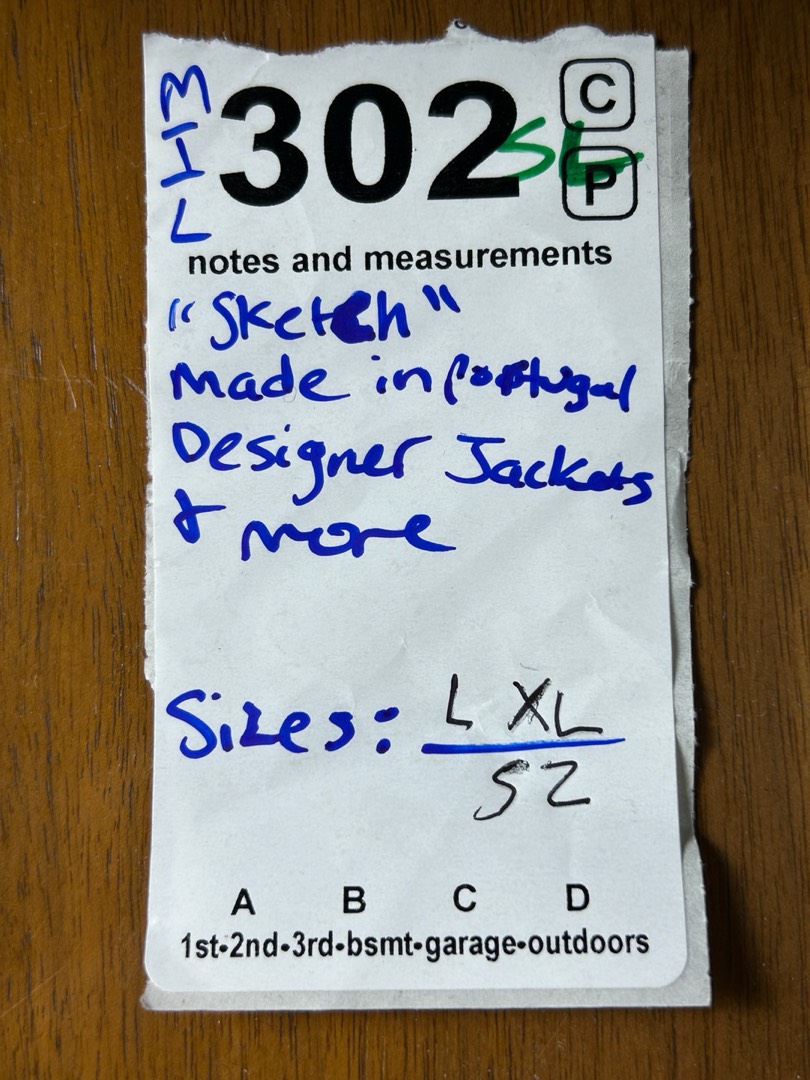 MIL
302 SL
C
P
notes and measurements
"Sketch"
Made in Portugal
Designer Jackets
+ more
Sizes: L XL
52
A B C D
1st•2nd•3rd•bsmt•garage•outdoors